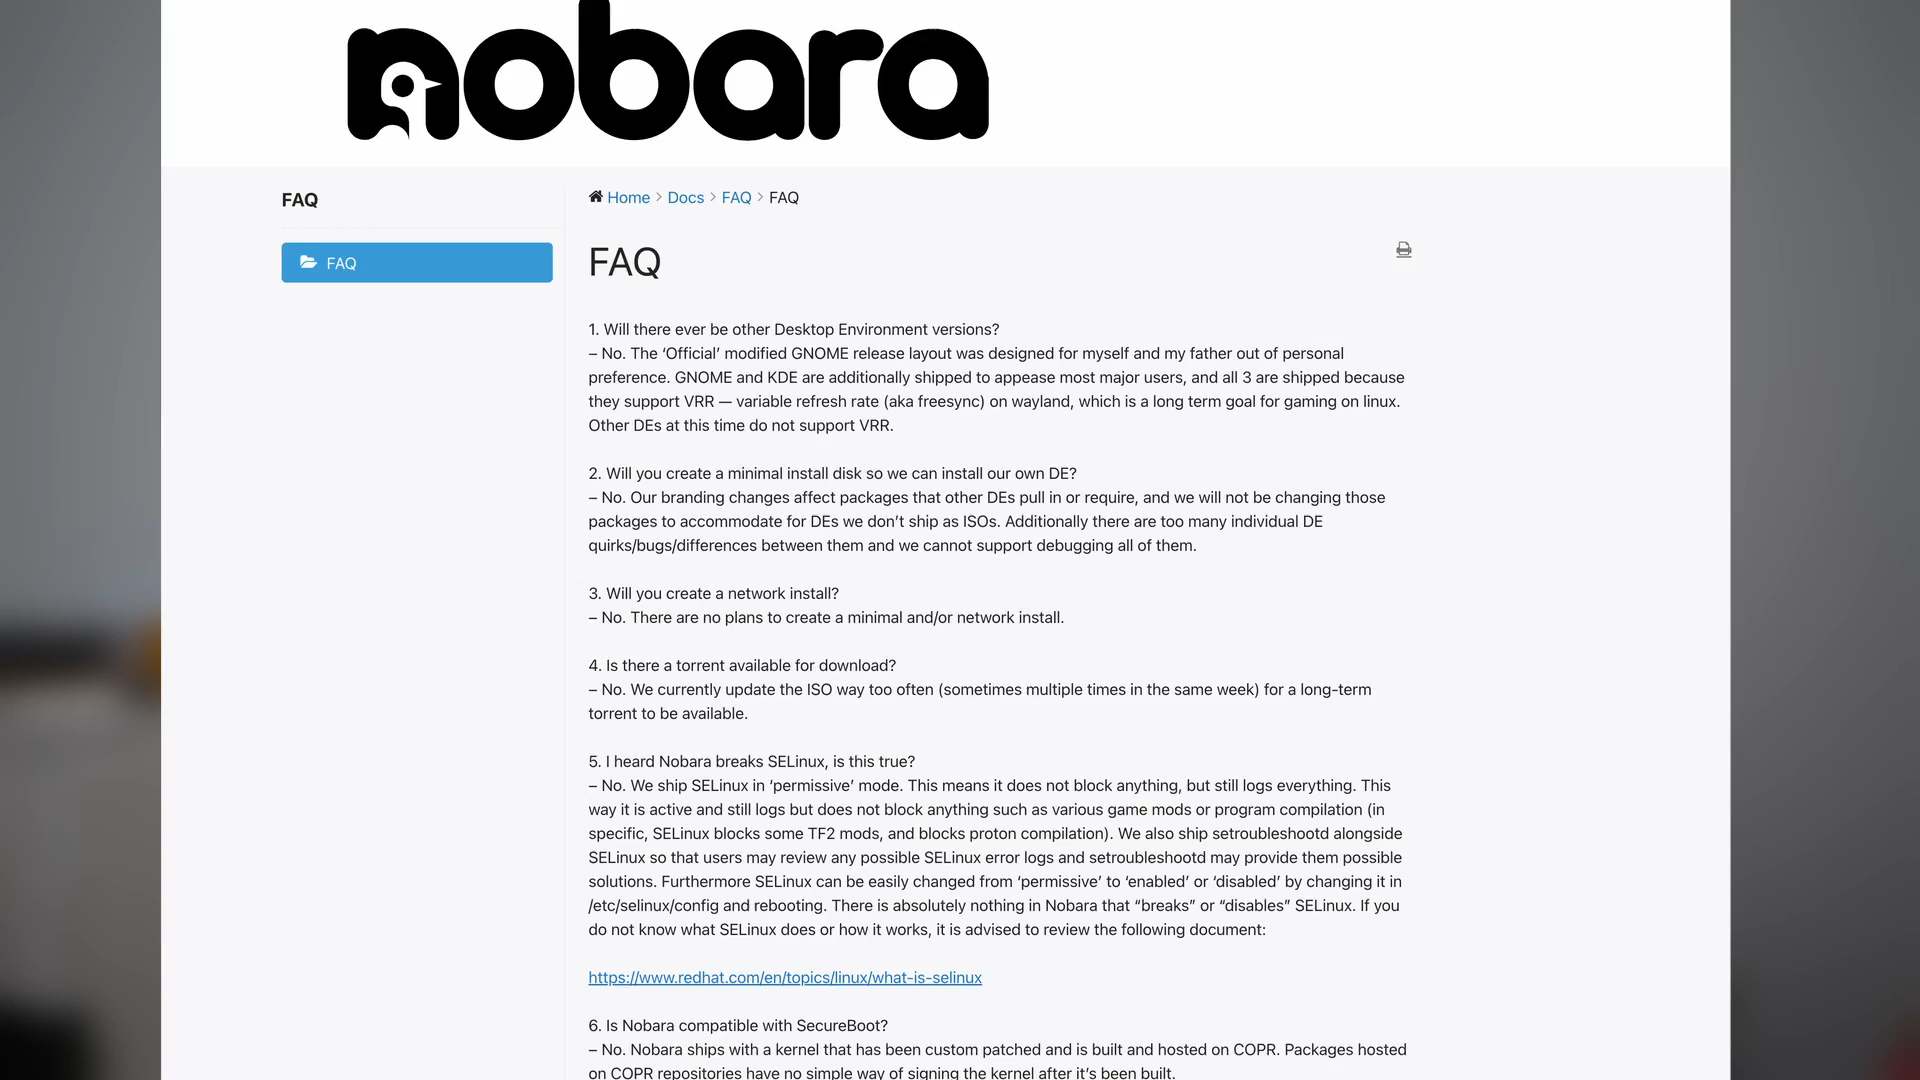 nobara
FAQ
Home > Docs > FAQ > FAQ
FAQ
FAQ
1. Will there ever be other Desktop Environment versions?
– No. The ‘Official’ modified GNOME release layout was designed for myself and my father out of personal
preference. GNOME and KDE are additionally shipped to appease most major users, and all 3 are shipped because
they support VRR — variable refresh rate (aka freesync) on wayland, which is a long term goal for gaming on linux.
Other DEs at this time do not support VRR.
2. Will you create a minimal install disk so we can install our own DE?
– No. Our branding changes affect packages that other DEs pull in or require, and we will not be changing those
packages to accommodate for DEs we don’t ship as ISOs. Additionally there are too many individual DE
quirks/bugs/differences between them and we cannot support debugging all of them.
3. Will you create a network install?
– No. There are no plans to create a minimal and/or network install.
4. Is there a torrent available for download?
– No. We currently update the ISO way too often (sometimes multiple times in the same week) for a long-term
torrent to be available.
5. I heard Nobara breaks SELinux, is this true?
– No. We ship SELinux in ‘permissive’ mode. This means it does not block anything, but still logs everything. This
way it is active and still logs but does not block anything such as various game mods or program compilation (in
specific, SELinux blocks some TF2 mods, and blocks proton compilation). We also ship setroubleshootd alongside
SELinux so that users may review any possible SELinux error logs and setroubleshootd may provide them possible
solutions. Furthermore SELinux can be easily changed from ‘permissive’ to ‘enabled’ or ‘disabled’ by changing it in
/etc/selinux/config and rebooting. There is absolutely nothing in Nobara that “breaks” or “disables” SELinux. If you
do not know what SELinux does or how it works, it is advised to review the following document:
https://www.redhat.com/en/topics/linux/what-is-selinux
6. Is Nobara compatible with SecureBoot?
– No. Nobara ships with a kernel that has been custom patched and is built and hosted on COPR. Packages hosted
on COPR repositories have no simple way of signing the kernel after it’s been built.